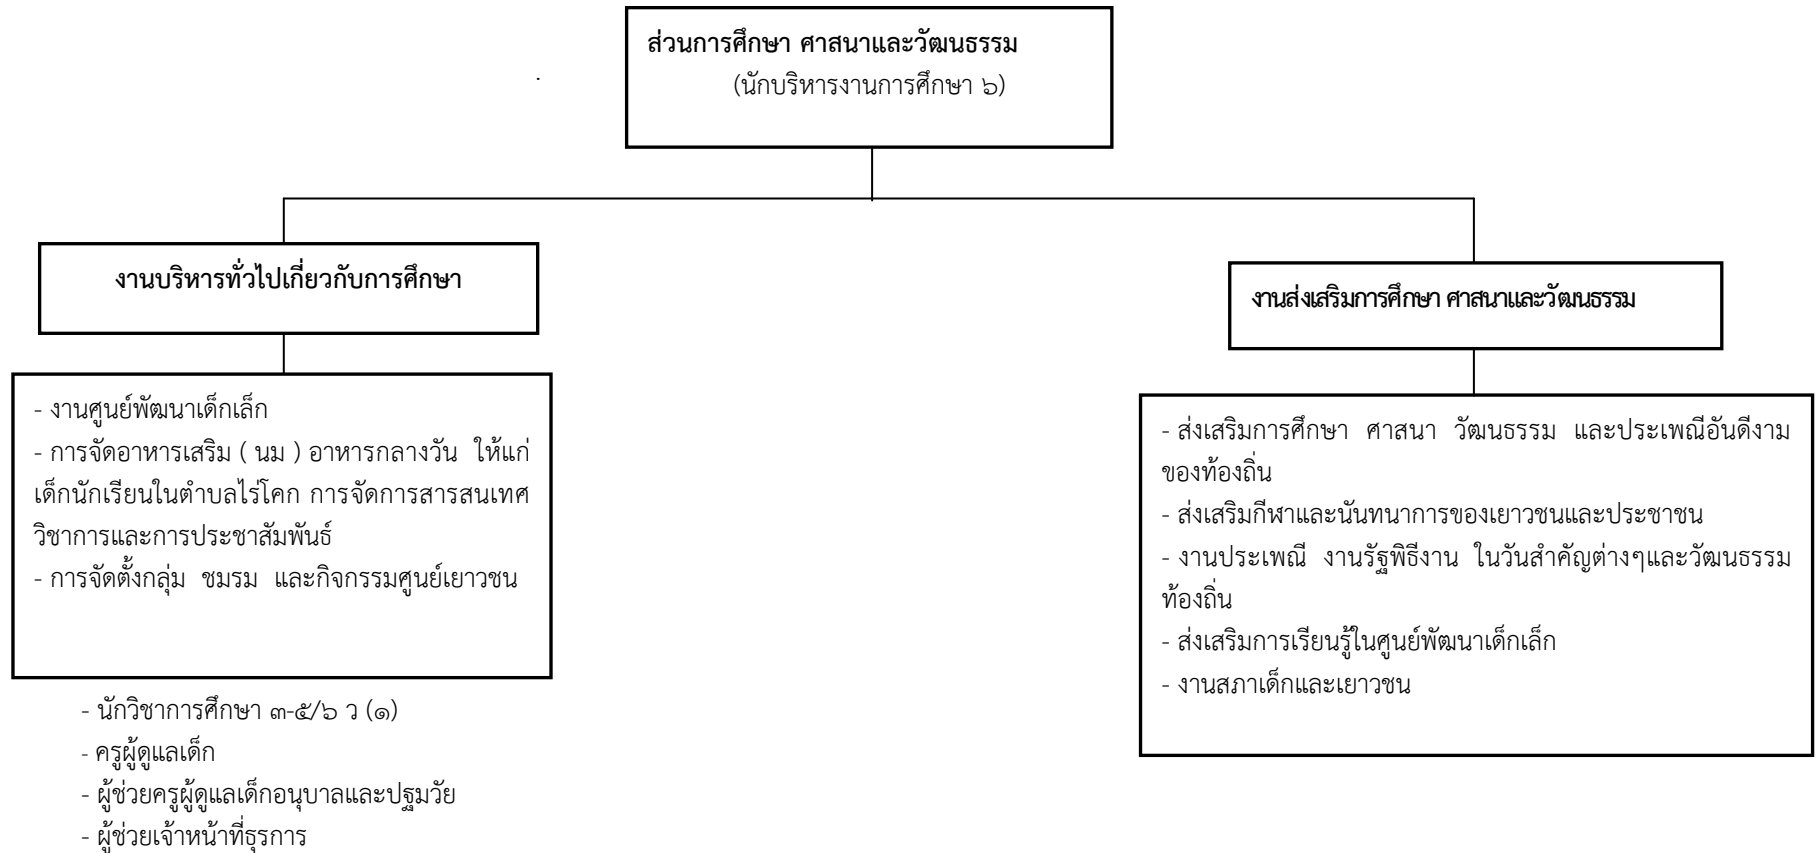 ส่วนการศึกษา ศาสนาและวัฒนธรรม
(นักบริหารงานการศึกษา ๖)
งานบริหารทั่วไปเกี่ยวกับการศึกษา
- งานศูนย์พัฒนาเด็กเล็ก
- การจัดอาหารเสริม ( นม ) อาหารกลางวัน ให้แก่
เด็กนักเรียนในตำบลไร่โคก การจัดการสารสนเทศ
วิชาการและการประชาสัมพันธ์
- การจัดตั้งกลุ่ม ชมรม และกิจกรรมศูนย์เยาวชน
- นักวิชาการศึกษา ๓-๕/๖ ว (๑)
- ครูผู้ดูแลเด็ก
- ผู้ช่วยครูผู้ดูแลเด็กอนุบาลและปฐมวัย
- ผู้ช่วยเจ้าหน้าที่ธุรการ
งานส่งเสริมการศึกษา ศาสนาและวัฒนธรรม
- ส่งเสริมการศึกษา ศาสนา วัฒนธรรม และประเพณีอันดีงาม
ของท้องถิ่น
- ส่งเสริมกีฬาและนันทนาการของเยาวชนและประชาชน
- งานประเพณี งานรัฐพิธีงาน ในวันสำคัญต่างๆและวัฒนธรรม
ท้องถิ่น
- ส่งเสริมการเรียนรู้ในศูนย์พัฒนาเด็กเล็ก
- งานสภาเด็กและเยาวชน